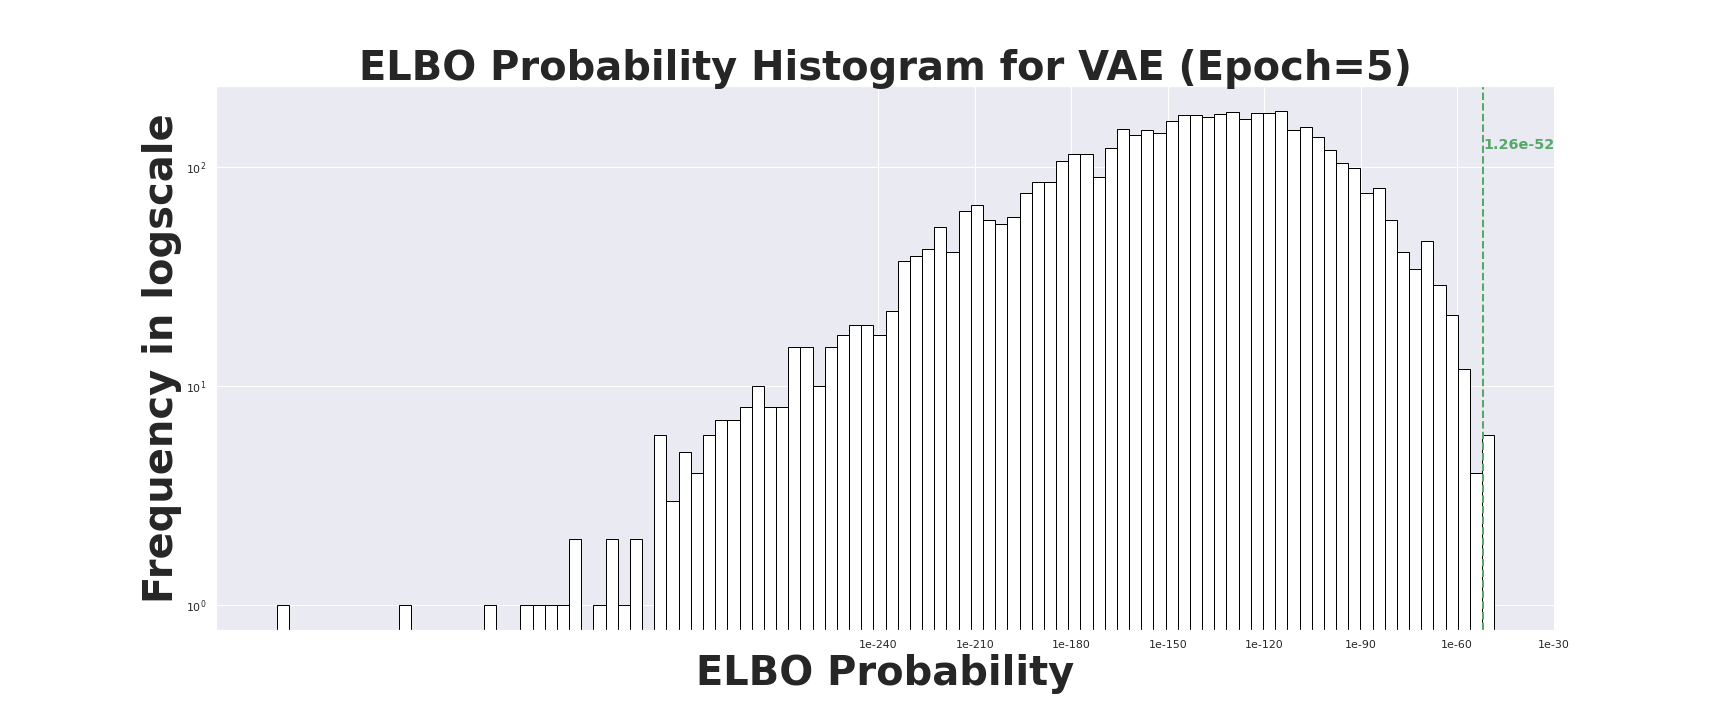 ELBO Probability Histogram for VAE (Epoch=5)
Frequency in logscale
10²
10¹
10⁰
1.26e-52
1e-240 1e-210 1e-180 1e-150 1e-120 1e-90 1e-60 1e-30
ELBO Probability